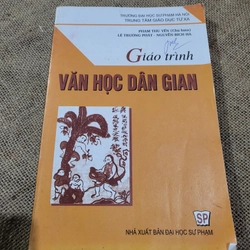 TRƯỜNG ĐẠI HỌC SƯ PHẠM HÀ NỘI
TRUNG TÂM GIÁO DỤC TỪ XA
PHẠM THU YẾN (Chủ biên)
LÊ TRƯỜNG PHÁT - NGUYỄN BÍCH HÀ
Giáo trình
VĂN HỌC DÂN GIAN
SP
NHÀ XUẤT BẢN ĐẠI HỌC SƯ PHẠM